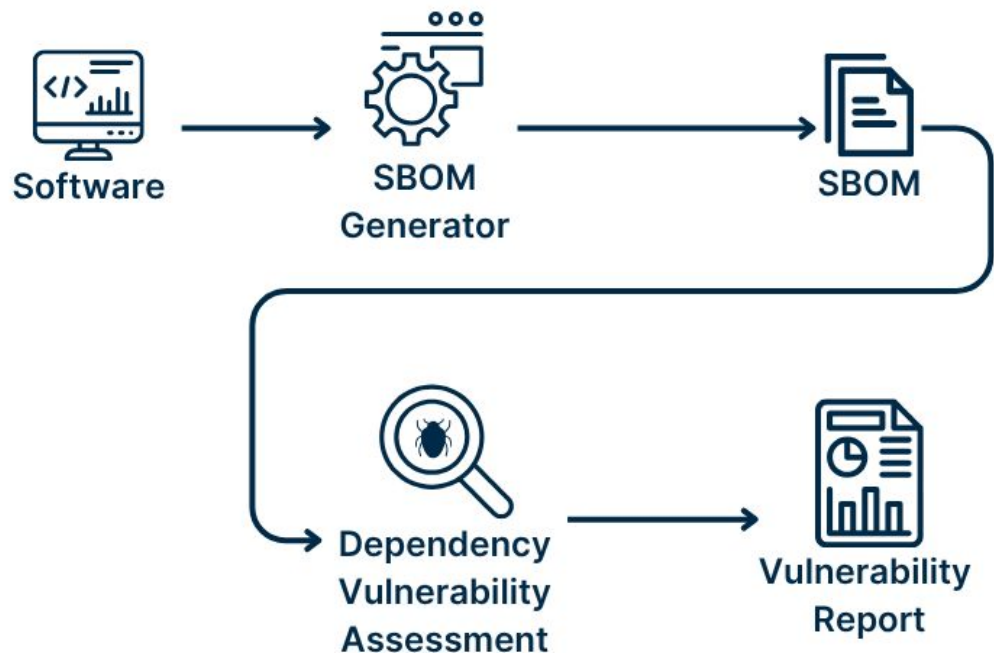 Software
SBOM
Generator
SBOM
Dependency
Vulnerability
Assessment
Vulnerability
Report